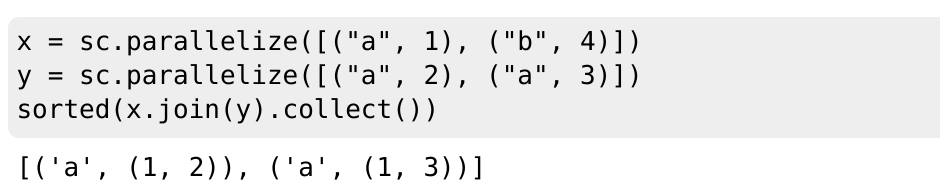 x = sc.parallelize([("a", 1), ("b", 4)])
y = sc.parallelize([("a", 2), ("a", 3)])
sorted(x.join(y).collect())
[('a', (1, 2)), ('a', (1, 3))]